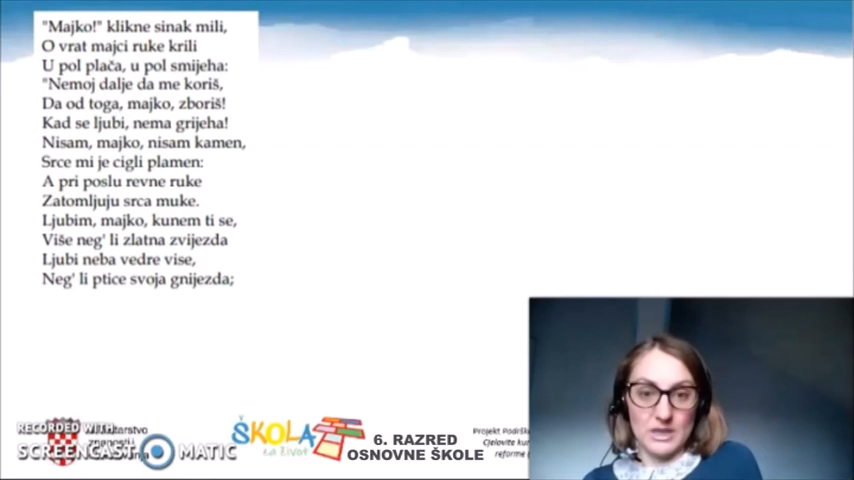 "Majko!" klikne sinak mili,
O vrat majci ruke krili
U pol plača, u pol smijeha:
"Nemoj dalje da me koriš,
Da od toga, majko, zboriš!
Kad se ljubi, nema grijeha!
Nisam, majko, nisam kamen,
Srce mi je cigli plamen:
A pri poslu revne ruke
Zatomljuju srca muke.
Ljubim, majko, kunem ti se,
Više neg' li zlatna zvijezda
Ljubi neba vedre vise,
Neg' li ptice svoja gnijezda;
RECORDED WITH
SCREENCAST MATIC
ŠKOLA
za život
6. RAZRED
OSNOVNE ŠKOLE
Projekt
Cjelovite
reforme